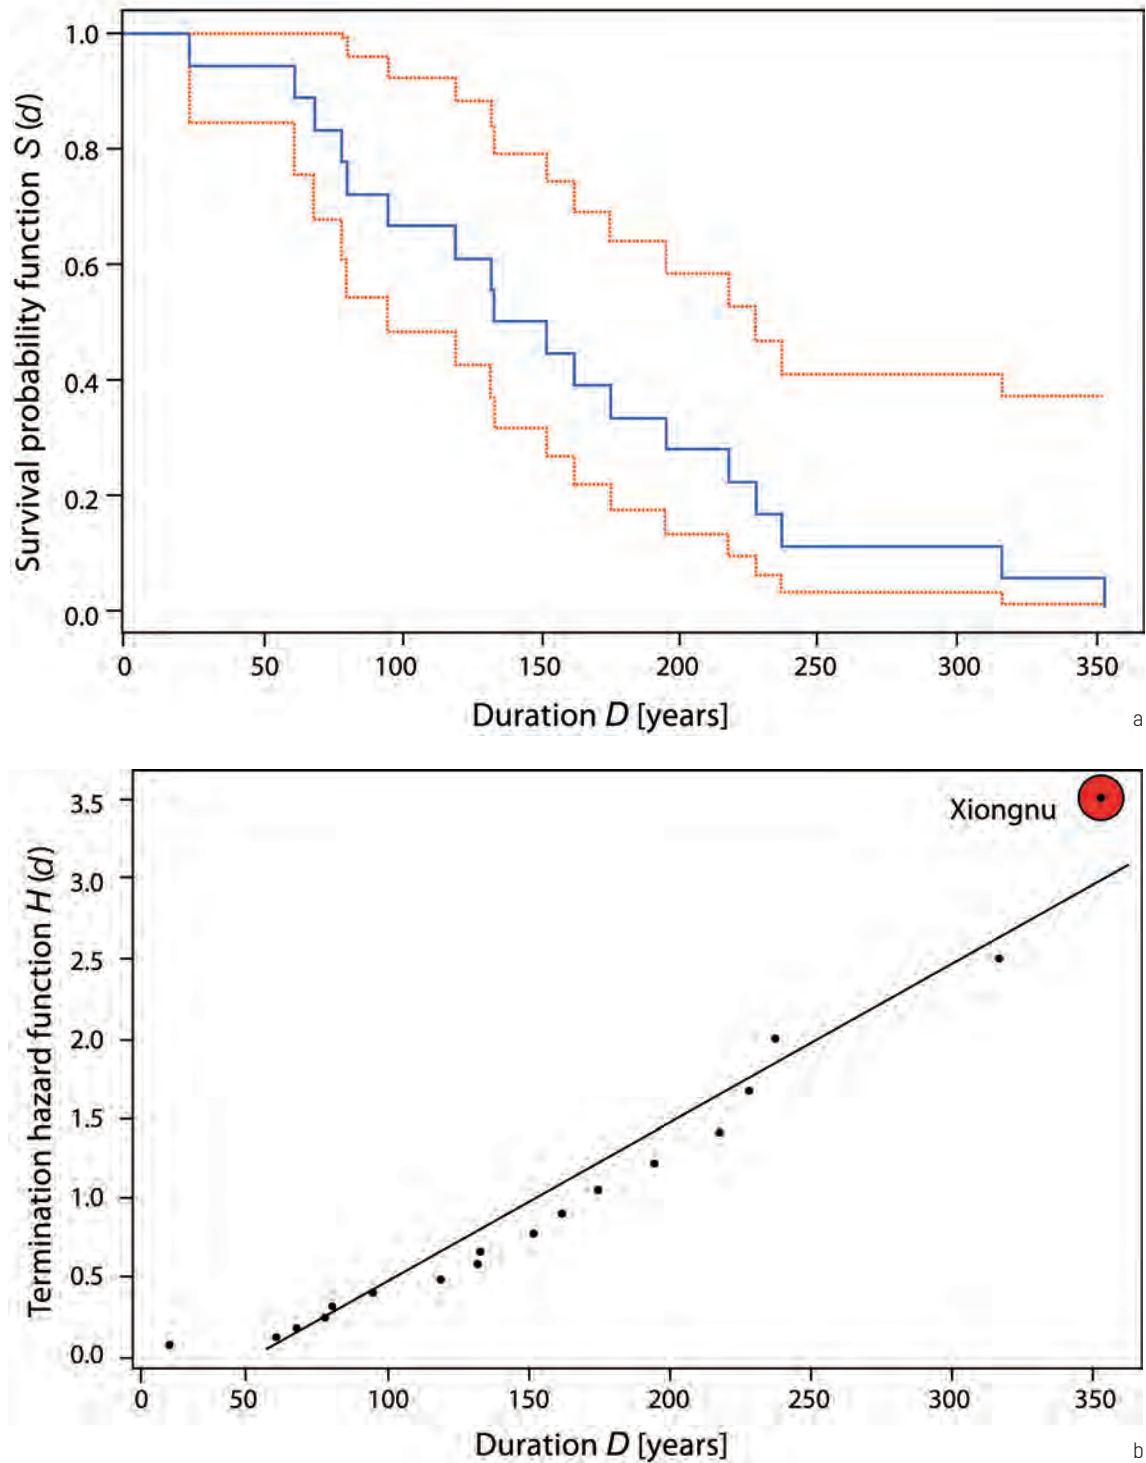 1.0
0.8
0.6
0.4
0.2
0.0
Survival probability function S (d)
0 50 100 150 200 250 300 350
Duration D [years]
a
3.5
3.0
2.5
2.0
1.5
1.0
0.5
0.0
Termination hazard function H (d)
Xiongnu
0 50 100 150 200 250 300 350
Duration D [years]
b